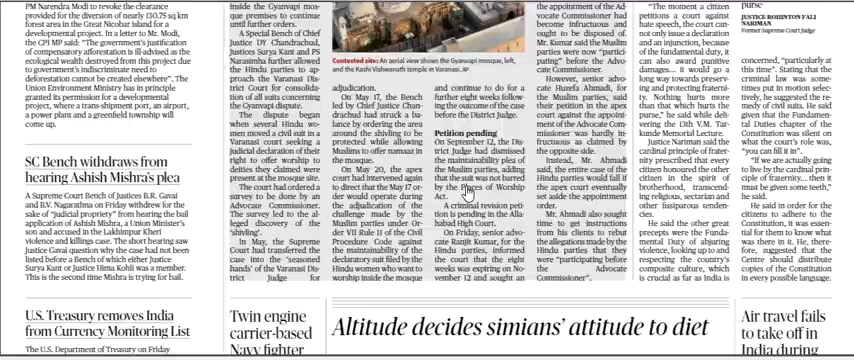 PM Narendra Modi to revoke the clearance
provided for the diversion of nearly 130.75 sq km
forest area in the Great Nicobar island for a
development project. In a letter to Mr. Modi,
the CPI MP said: “The government’s justification
of compensatory afforestation is ill-advised as the
ecological wealth destroyed from this project due
to government’s indiscriminate need to
deforestation cannot be created elsewhere”. The
Union Environment Ministry has in principle
granted its permission for a developmental
project, where a trans-shipment port, an airport,
a power plant and a greenfield township will
come up.
SC Bench withdraws from
hearing Ashish Mishra’s plea
A Supreme Court Bench of Justices B.R. Gavai
and B.V. Nagarathna on Friday withdrew for the
sake of “judicial propriety” from hearing the bail
application of Ashish Mishra, a Union Minister’s
son and accused in the Lakhimpur Kheri
violence and killings case. The short hearing saw
Justice Gavai query why the case had not been
listed before a Bench of which either Justice
Surya Kant or Justice Hima Kohli was a member.
This is the second time Mishra is trying for bail.
U.S. Treasury removes India
from Currency Monitoring List
The U.S. Department of Treasury on Friday
inside the Gyanvapi mos-
que premises to continue
until further orders.
A Special Bench of Chief
Justice DY Chandrachud,
Justices Surya Kant and PS
Narasimha further allowed
the Hindu parties to ap-
proach the Varanasi Dis-
trict Court for consolida-
tion of all suits concerning
the Gyanvapi dispute.
The dispute began
when several Hindu wo-
men moved a civil suit in a
Varanasi court seeking a
judicial declaration of their
right to offer worship to
deities they claimed were
present at the mosque site.
The court had ordered a
survey to be done by an
Advocate Commissioner.
The survey led to the al-
leged discovery of the
‘shivling’.
In May, the Supreme
Court had transferred the
case into the ‘seasoned
hands’ of the Varanasi Dis-
trict Judge for
Contested site: An aerial view shows the Gyanvapi mosque, left,
and the Kashi Vishwanath temple in Varanasi. AP
adjudication.
On May 17, the Bench
led by Chief Justice Chan-
drachud had struck a ba-
lance by ordering the area
around the shivling to be
protected while allowing
Muslims to offer namaz in
the mosque.
On May 20, the apex
court had intervened again
to direct that the May 17 or-
der would operate during
the adjudication of the
challenge made by the
Muslim parties under Or-
der VII Rule 11 of the Civil
Procedure Code against
the maintainability of the
declaratory suit filed by the
Hindu women who want to
worship inside the mosque
and continue to do for a
further eight weeks follow-
ing the outcome of the case
before the District Judge.
Petition pending
On September 12, the Dis-
trict Judge had dismissed
the maintainability plea of
the Muslim parties, adding
that the suit was not barred
by the Places of Worship
Act.
A criminal revision peti-
tion is pending in the Alla-
habad High Court.
On Friday, senior advo-
cate Ranjit Kumar, for the
Hindu parties, informed
the court that the eight
weeks was expiring on No-
vember 12 and sought an
the appointment of the Ad-
vocate Commissioner had
become infructuous and
ought to be disposed of.
Mr. Kumar said the Muslim
parties were now “partici-
pating” before the Advo-
cate Commissioner.
However, senior advo-
cate Huzefa Ahmadi, for
the Muslim parties, said
their petition in the apex
court against the appoint-
ment of the Advocate Com-
missioner was hardly in-
fructuous as claimed by
the opposite side.
Instead, Mr. Ahmadi
said, the entire case of the
Hindu parties would fall if
the apex court eventually
set aside the appointment
order.
Mr. Ahmadi also sought
time to get instructions
from his clients to rebut
the allegations made by the
Hindu parties that they
were “participating before
the Advocate
Commissioner”.
“The moment a citizen
petitions a court against
hate speech, the court can-
not only issue a declaration
and an injunction, because
of the fundamental duty, it
can also award punitive
damages... it would go a
long way towards preserv-
ing and protecting fraterni-
ty. Nothing hurts more
than that which hurts the
purse,” he said while deliv-
ering the 13th V.M. Tar-
kunde Memorial Lecture.
Justice Nariman said the
cardinal principle of frater-
nity prescribed that every
citizen honoured the other
citizen in the spirit of
brotherhood, transcend-
ing religious, sectarian and
other fissiparous tenden-
cies.
He said the other great
precepts were the Funda-
mental Duty of abjuring
violence, looking up to and
respecting the country’s
composite culture, which
is crucial as far as India is
purse
JUSTICE ROHINTON FALI
NARIMAN
Former Supreme Court Judge
concerned, “particularly at
this time”. Stating that the
criminal law was some-
times put in motion selec-
tively, he suggested the re-
medy of civil suits. He said
given that the Fundamen-
tal Duties chapter of the
Constitution was silent on
what the court’s role was,
“you can fill it in”.
“If we are actually going
to live by the cardinal prin-
ciple of fraternity... then it
must be given some teeth,”
he said.
He said in order for the
citizens to adhere to the
Constitution, it was essen-
tial for them to know what
was there in it. He, there-
fore, suggested that the
Centre should distribute
copies of the Constitution
in every possible language.
Twin engine
carrier-based
Navy fighter
Altitude decides simians’ attitude to diet
Air travel fails
to take off in
India during